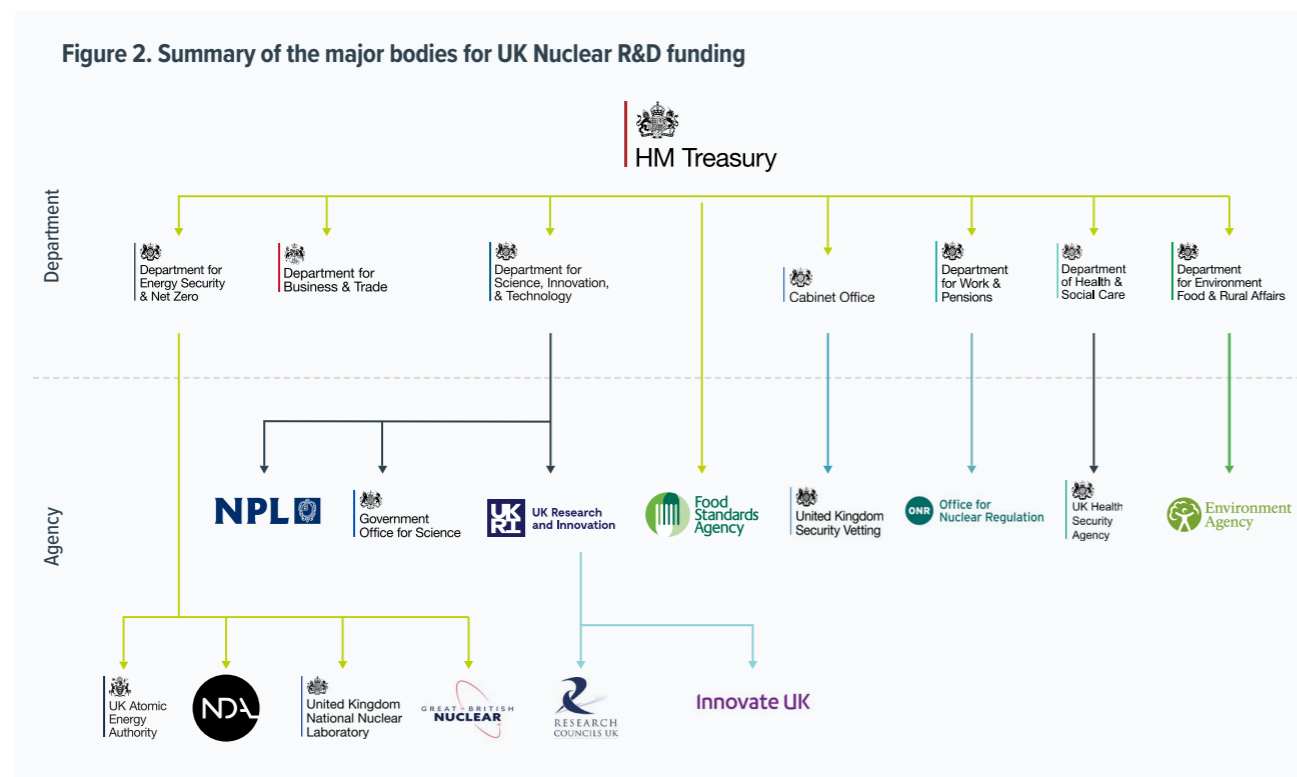 Figure 2. Summary of the major bodies for UK Nuclear R&D funding
HM Treasury
Department
Department for
Energy Security
& Net Zero
Department for
Business & Trade
Department for
Science, Innovation,
& Technology
Cabinet Office
Department
for Work &
Pensions
Department
of Health &
Social Care
Department
for Environment
Food & Rural Affairs
Agency
NPL
Government
Office for Science
UKRI
UK Research
and Innovation
Food
Standards
Agency
United Kingdom
Security Vetting
ONR
Office for
Nuclear Regulation
UK Health
Security
Agency
Environment
Agency
UK Atomic
Energy
Authority
NDA
United Kingdom
National Nuclear
Laboratory
GREAT BRITISH
NUCLEAR
RESEARCH
COUNCILS UK
Innovate UK